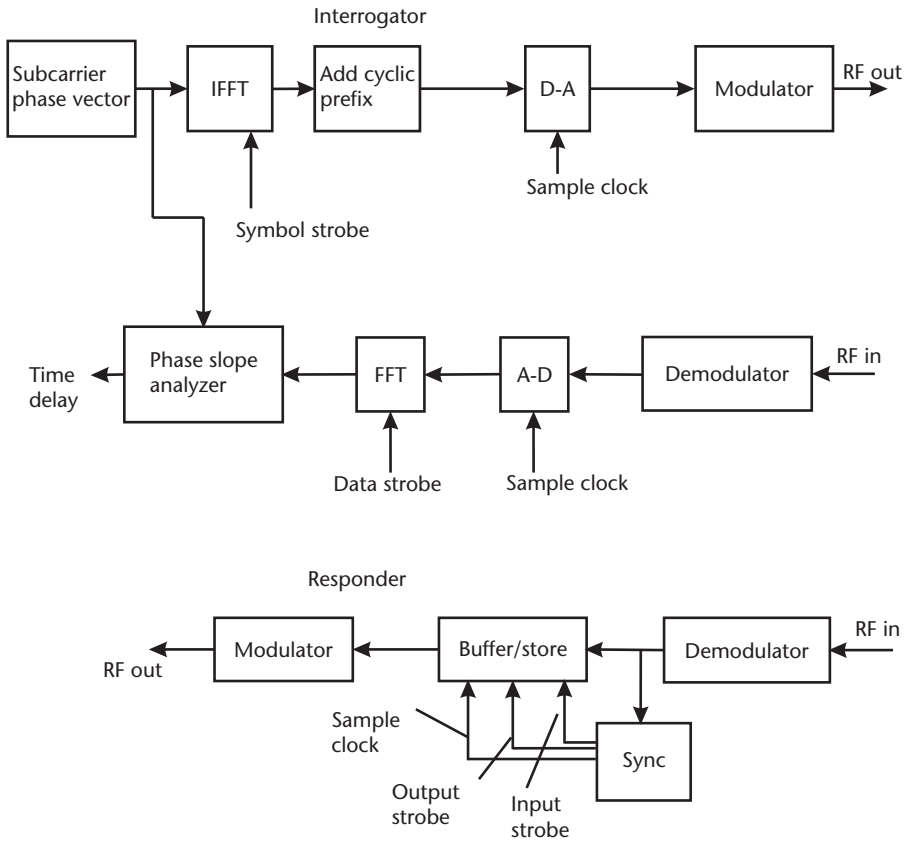 Interrogator
Subcarrier
phase vector
IFFT
Add cyclic
prefix
D-A
Modulator
RF out
Symbol strobe
Sample clock
Time
delay
Phase slope
analyzer
FFT
A-D
Demodulator
RF in
Data strobe
Sample clock
Responder
RF out
Modulator
Buffer/store
Demodulator
RF in
Sample
clock
Output
strobe
Input
strobe
Sync